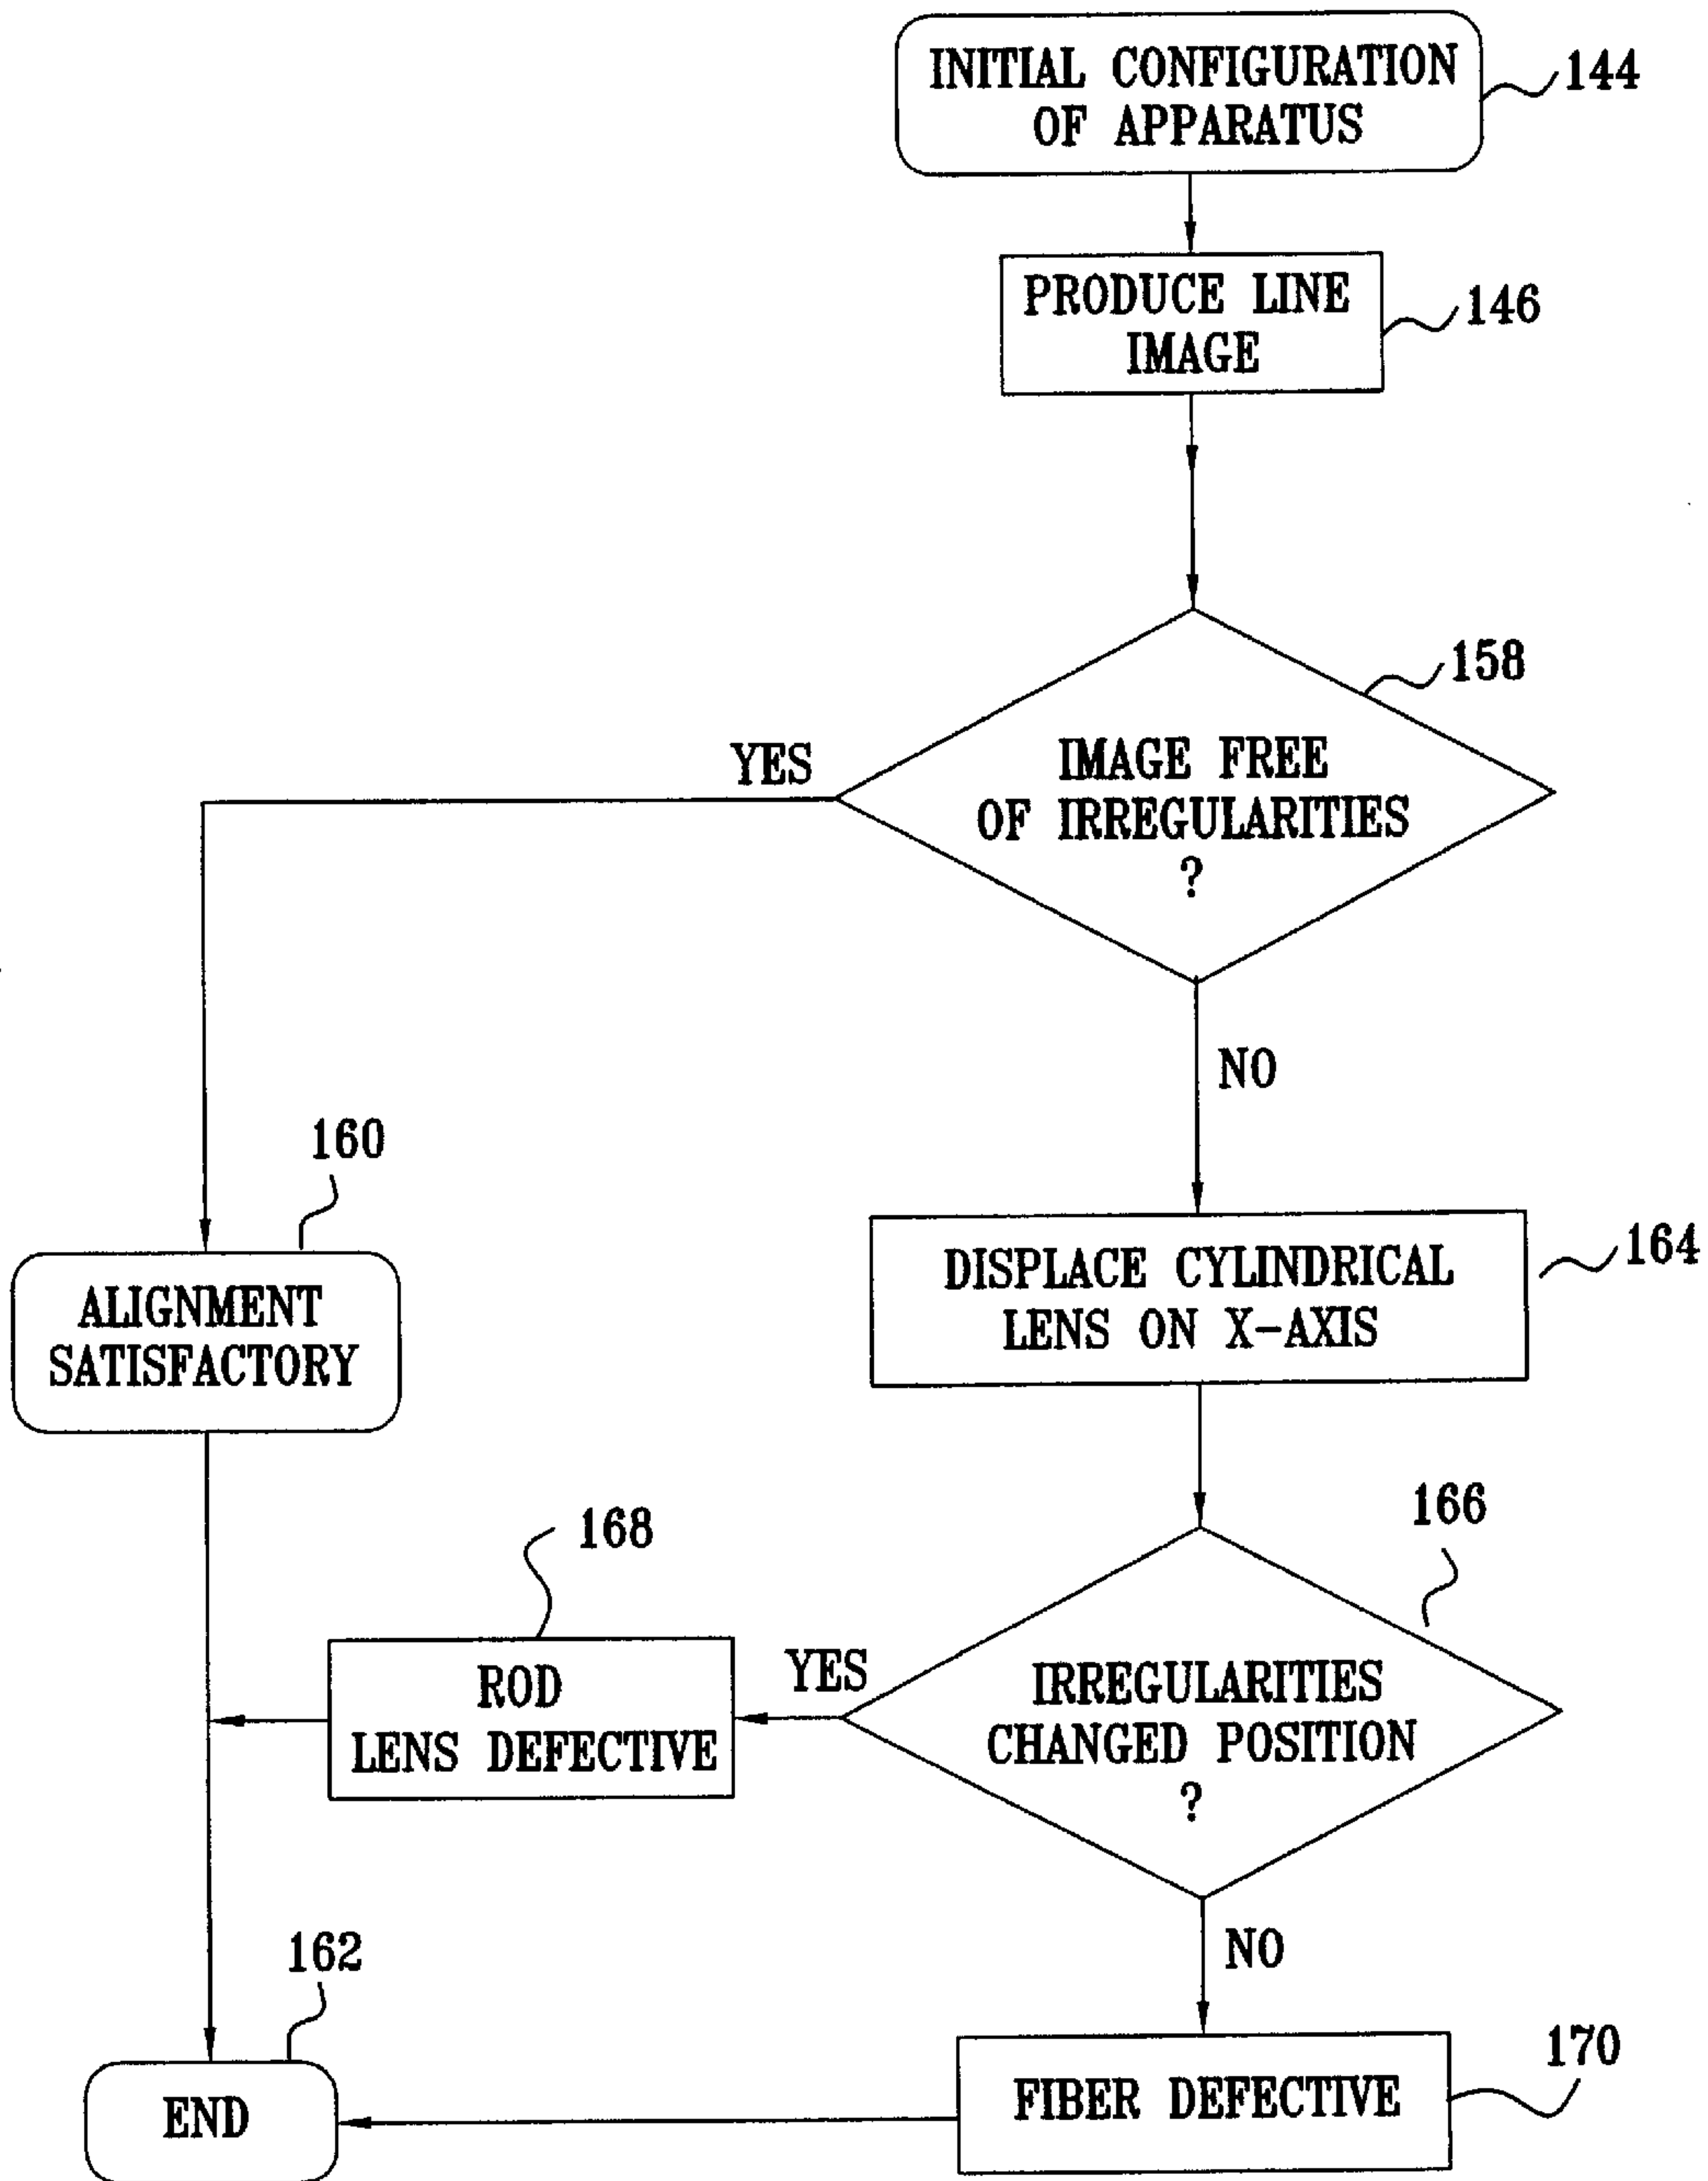 INITIAL CONFIGURATION
OF APPARATUS
144
PRODUCE LINE
IMAGE
146
158
IMAGE FREE
OF IRREGULARITIES
?
YES
NO
160
ALIGNMENT
SATISFACTORY
DISPLACE CYLINDRICAL
LENS ON X-AXIS
164
166
IRREGULARITIES
CHANGED POSITION
?
YES
168
ROD
LENS DEFECTIVE
NO
162
END
FIBER DEFECTIVE
170